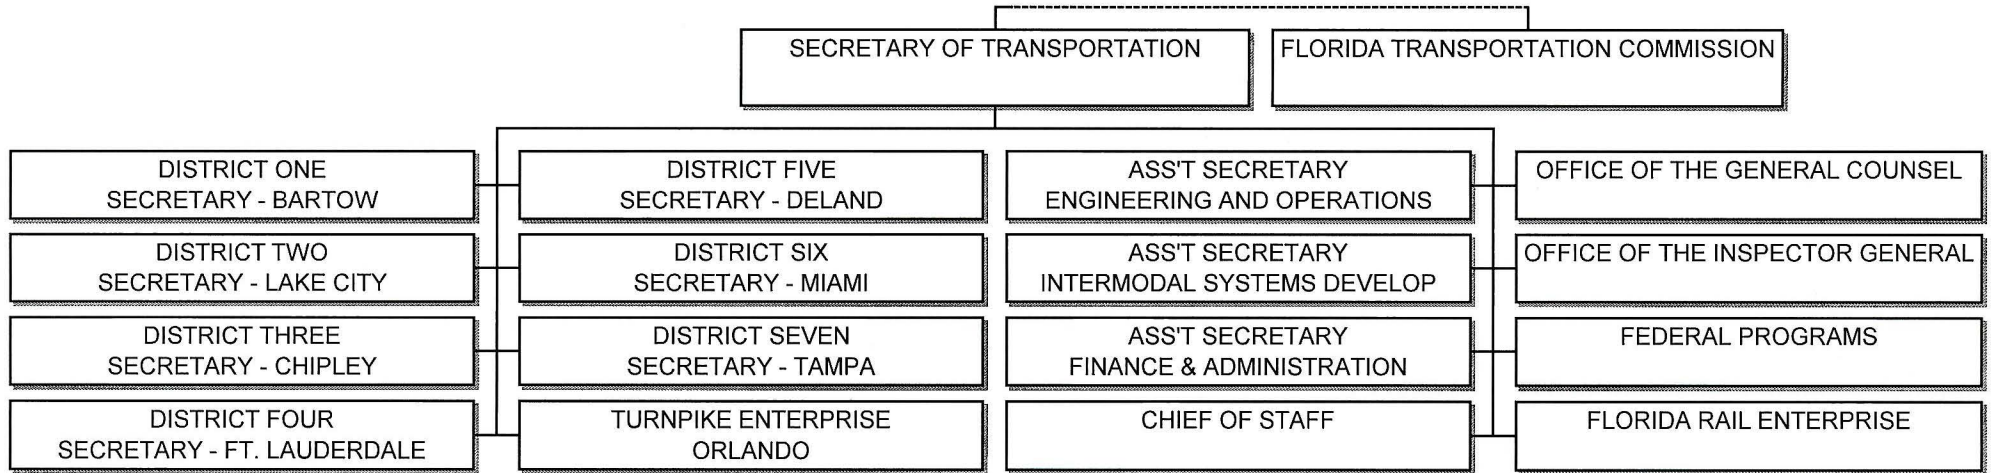 SECRETARY OF TRANSPORTATION
FLORIDA TRANSPORTATION COMMISSION
DISTRICT ONE
SECRETARY - BARTOW
DISTRICT FIVE
SECRETARY - DELAND
ASS'T SECRETARY
ENGINEERING AND OPERATIONS
OFFICE OF THE GENERAL COUNSEL
DISTRICT TWO
SECRETARY - LAKE CITY
DISTRICT SIX
SECRETARY - MIAMI
ASS'T SECRETARY
INTERMODAL SYSTEMS DEVELOP
OFFICE OF THE INSPECTOR GENERAL
DISTRICT THREE
SECRETARY - CHIPLEY
DISTRICT SEVEN
SECRETARY - TAMPA
ASS'T SECRETARY
FINANCE & ADMINISTRATION
FEDERAL PROGRAMS
DISTRICT FOUR
SECRETARY - FT. LAUDERDALE
TURNPIKE ENTERPRISE
ORLANDO
CHIEF OF STAFF
FLORIDA RAIL ENTERPRISE